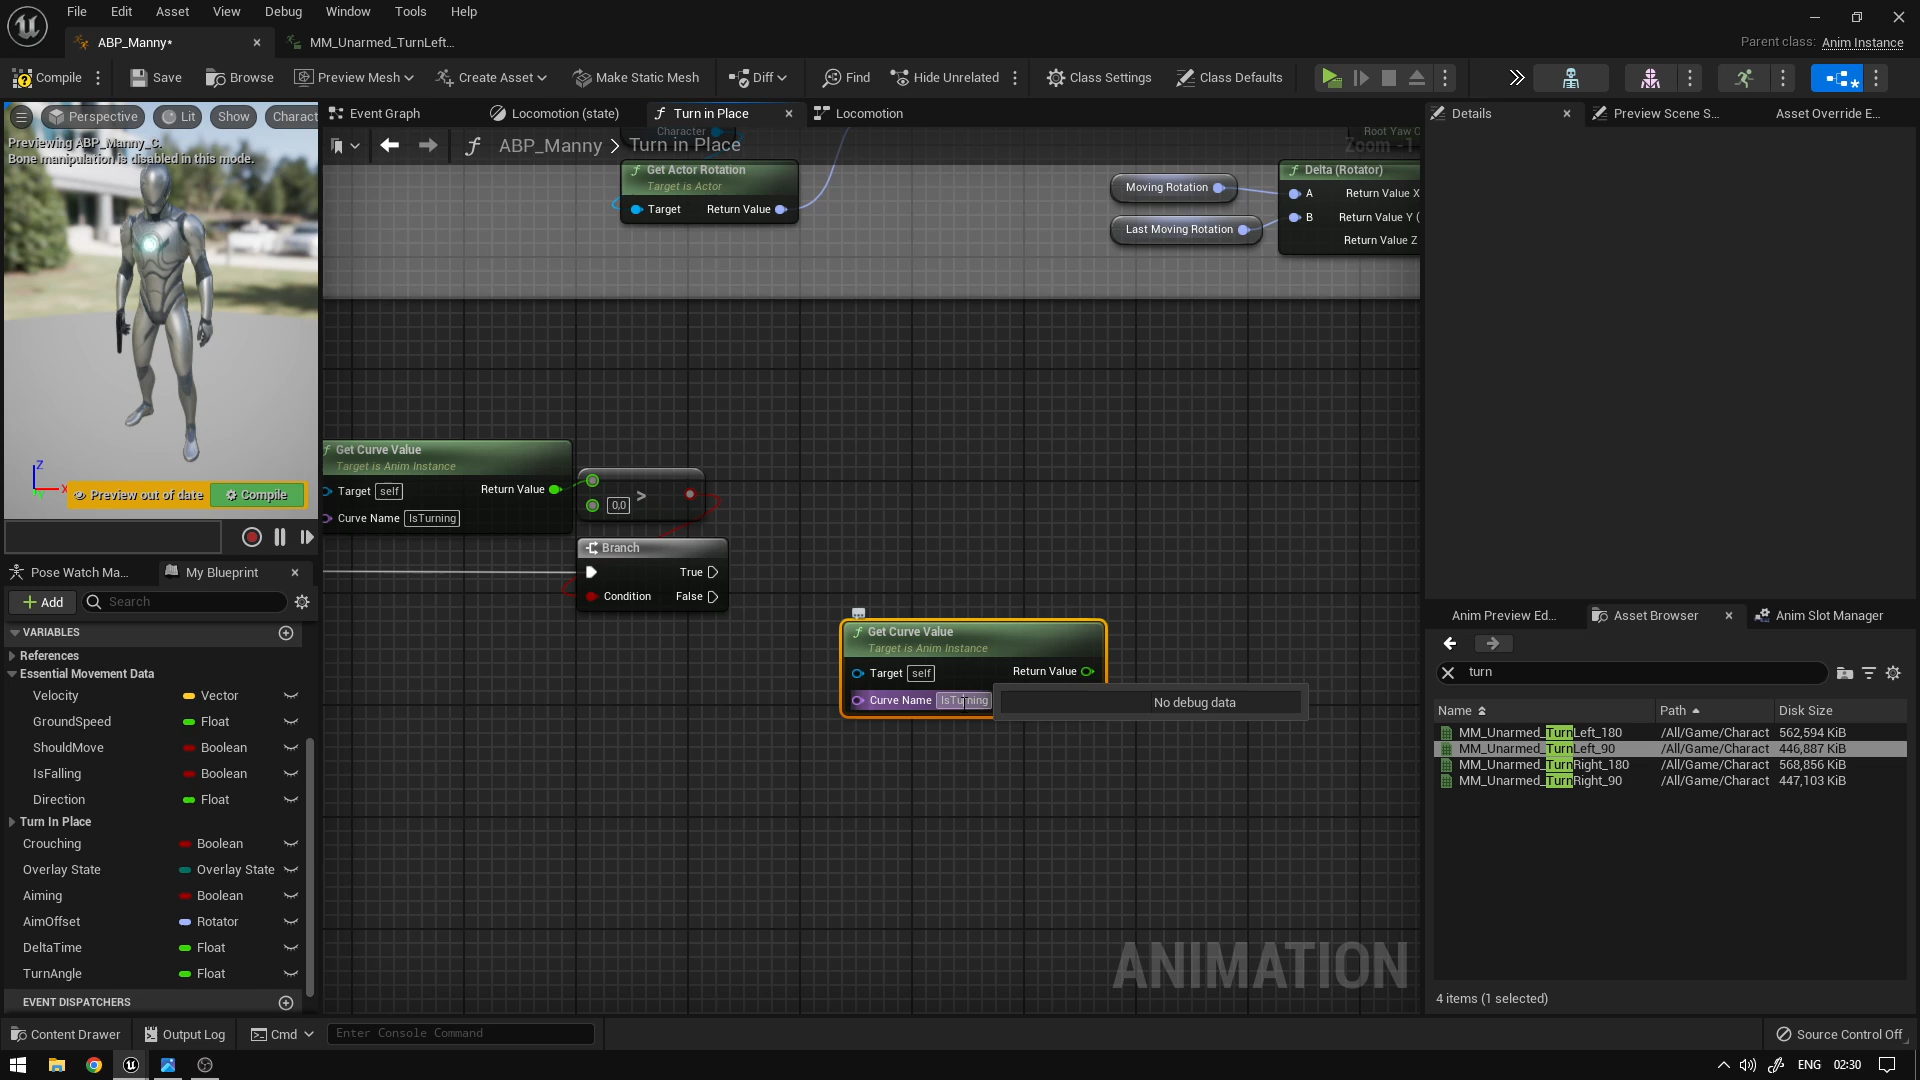 File Edit Asset View Debug Window Tools Help
ABP_Manny*
MM_Unarmed_TurnLeft...
Parent class: Anim Instance
Compile
Save
Browse
Preview Mesh
Create Asset
Make Static Mesh
Diff
Find
Hide Unrelated
Class Settings
Class Defaults
Perspective
Lit
Show
Charact
Previewing ABP_Manny_C.
Bone manipulation is disabled in this mode.
Z
X
Preview out of date
Compile
Event Graph
Locomotion (state)
Turn in Place
Locomotion
ABP_Manny > Turn in Place
Zoom -1
Character
Root Yaw O
Get Actor Rotation
Target is Actor
Target
Return Value
Moving Rotation
Last Moving Rotation
Delta (Rotator)
A
Return Value X
B
Return Value Y (
Return Value Z
Get Curve Value
Target is Anim Instance
Target self
Return Value
Curve Name IsTurning
0,0
>
Branch
True
Condition
False
Get Curve Value
Target is Anim Instance
Target self
Return Value
Curve Name IsTurning
No debug data
ANIMATION
Pose Watch Ma...
My Blueprint
Add
Search
VARIABLES
References
Essential Movement Data
Velocity Vector
GroundSpeed Float
ShouldMove Boolean
IsFalling Boolean
Direction Float
Turn In Place
Crouching Boolean
Overlay State Overlay State
Aiming Boolean
AimOffset Rotator
DeltaTime Float
TurnAngle Float
EVENT DISPATCHERS
Details
Preview Scene S...
Asset Override E...
Anim Preview Ed...
Asset Browser
Anim Slot Manager
turn
Name Path Disk Size
MM_Unarmed_TurnLeft_180 /All/Game/Charact 562,594 KiB
MM_Unarmed_TurnLeft_90 /All/Game/Charact 446,887 KiB
MM_Unarmed_TurnRight_180 /All/Game/Charact 568,856 KiB
MM_Unarmed_TurnRight_90 /All/Game/Charact 447,103 KiB
4 items (1 selected)
Content Drawer
Output Log
Cmd
Enter Console Command
Source Control Off
ENG
02:30